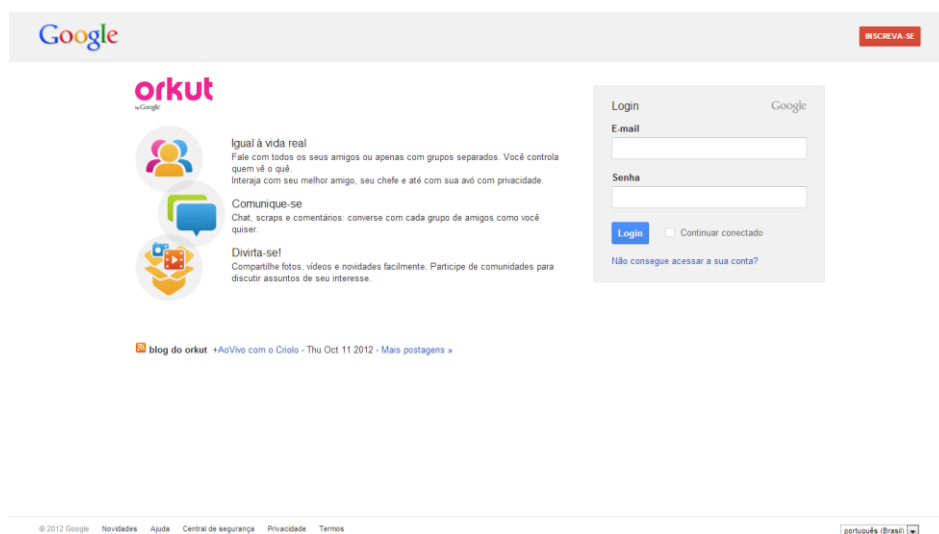 Google
INSCREVA-SE
orkut
by Google
Igual à vida real
Fale com todos os seus amigos ou apenas com grupos separados. Você controla
quem vê o quê.
Interaja com seu melhor amigo, seu chefe e até com sua avó com privacidade.
Comunique-se
Chat, scraps e comentários: converse com cada grupo de amigos como você
quiser.
Divirta-se!
Compartilhe fotos, vídeos e novidades facilmente. Participe de comunidades para
discutir assuntos de seu interesse.
Login Google
E-mail
Senha
Login Continuar conectado
Não consegue acessar a sua conta?
blog do orkut +AoVivo com o Criolo - Thu Oct 11 2012 - Mais postagens »
© 2012 Google Novidades Ajuda Central de segurança Privacidade Termos
português (Brasil)